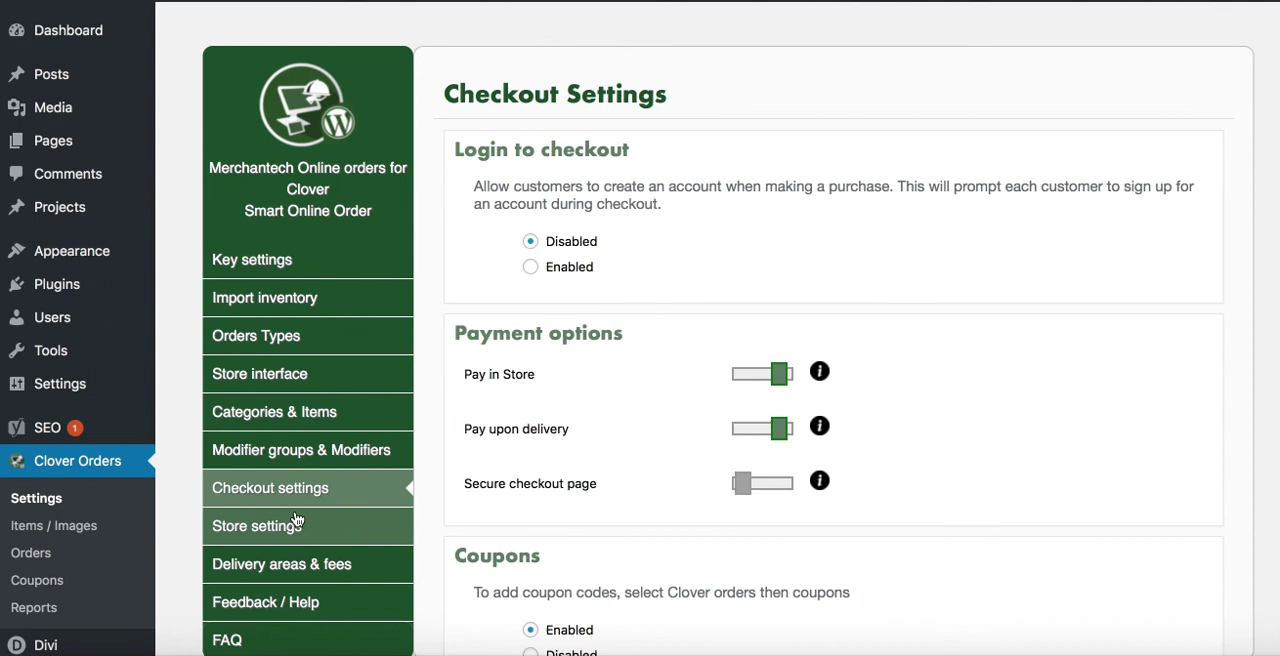 Dashboard
Posts
Media
Pages
Comments
Projects
Appearance
Plugins
Users
Tools
Settings
SEO 1
Clover Orders
Settings
Items / Images
Orders
Coupons
Reports
Divi
Merchantech Online orders for
Clover
Smart Online Order
Key settings
Import inventory
Orders Types
Store interface
Categories & Items
Modifier groups & Modifiers
Checkout settings
Store settings
Delivery areas & fees
Feedback / Help
FAQ
Checkout Settings
Login to checkout
Allow customers to create an account when making a purchase. This will prompt each customer to sign up for
an account during checkout.
Disabled
Enabled
Payment options
Pay in Store
Pay upon delivery
Secure checkout page
Coupons
To add coupon codes, select Clover orders then coupons
Enabled
Disabled